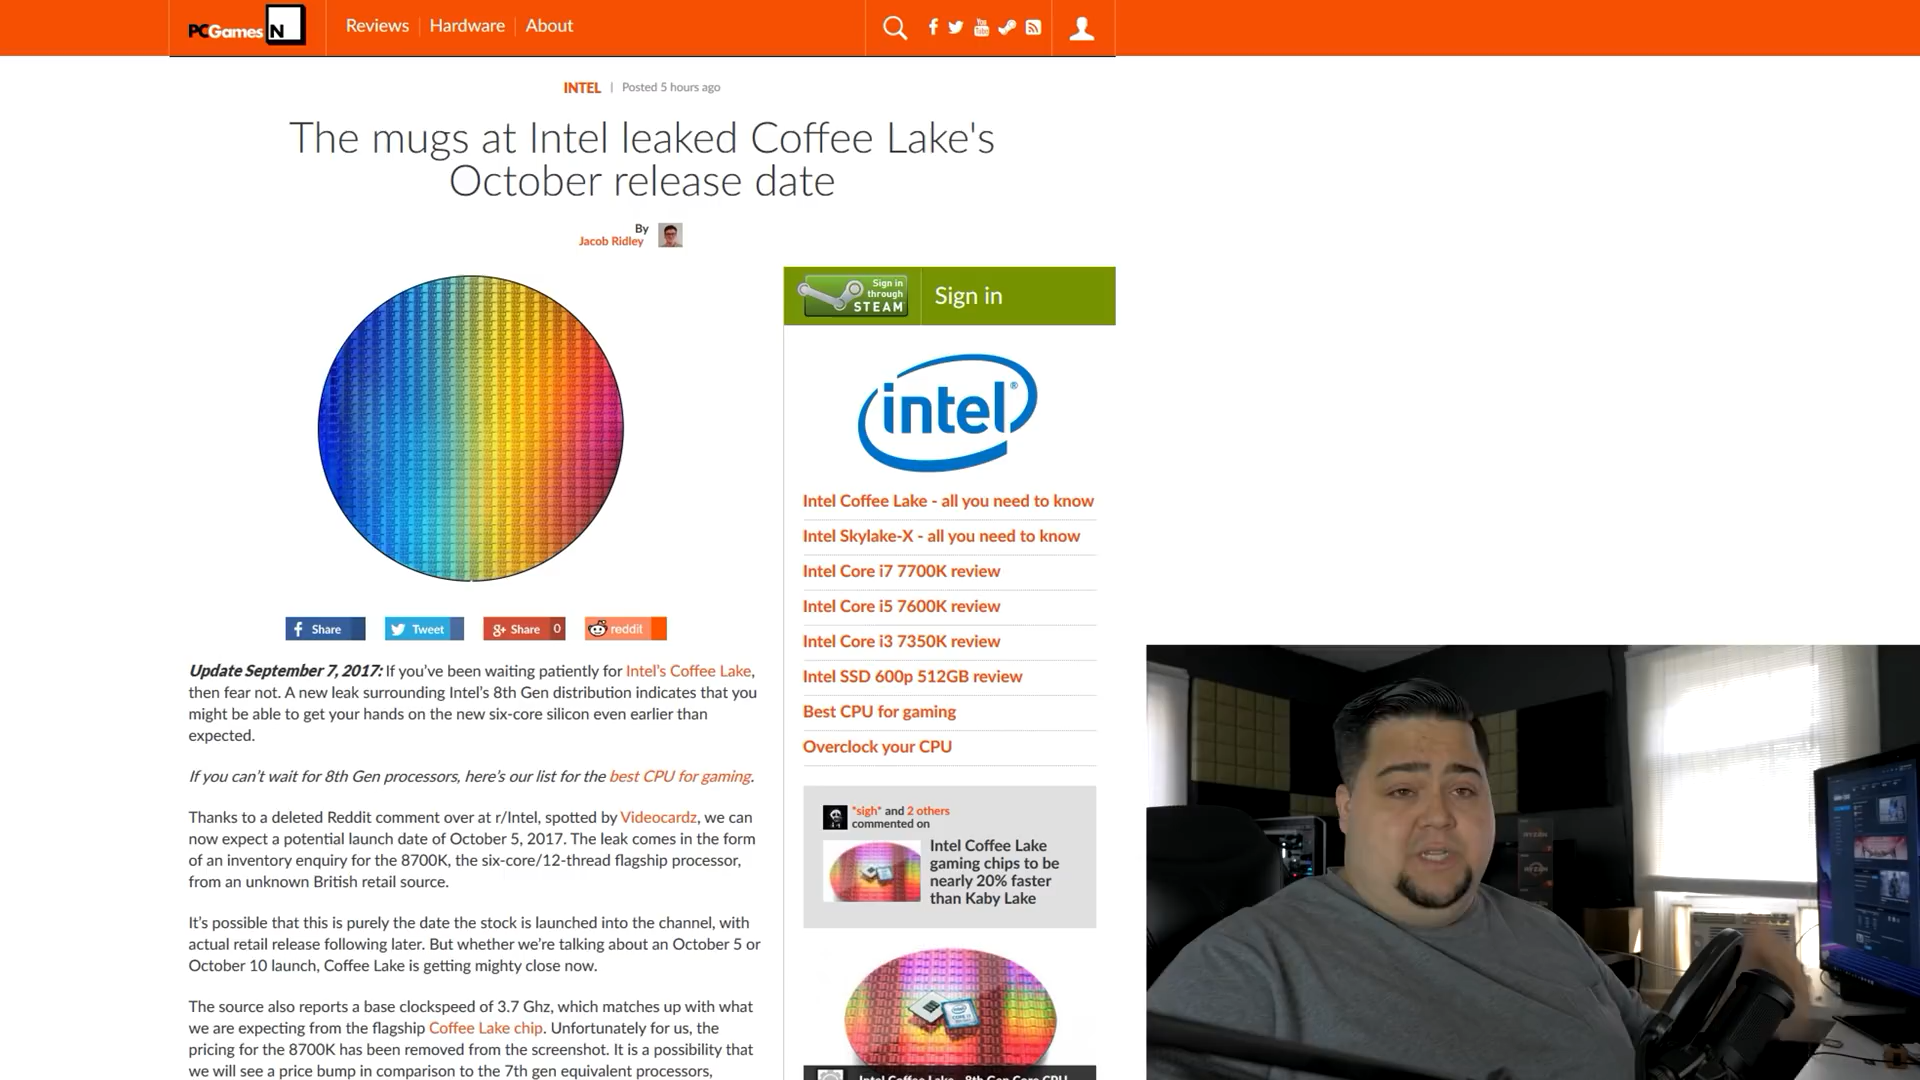 PCGames N
Reviews
Hardware
About
INTEL | Posted 5 hours ago
The mugs at Intel leaked Coffee Lake's
October release date
By
Jacob Ridley
Share
Tweet
g+ Share 0
reddit
Update September 7, 2017: If you've been waiting patiently for Intel's Coffee Lake,
then fear not. A new leak surrounding Intel's 8th Gen distribution indicates that you
might be able to get your hands on the new six-core silicon even earlier than
expected.
If you can't wait for 8th Gen processors, here's our list for the best CPU for gaming.
Thanks to a deleted Reddit comment over at r/Intel, spotted by Videocardz, we can
now expect a potential launch date of October 5, 2017. The leak comes in the form
of an inventory enquiry for the 8700K, the six-core/12-thread flagship processor,
from an unknown British retail source.
It's possible that this is purely the date the stock is launched into the channel, with
actual retail release following later. But whether we're talking about an October 5 or
October 10 launch, Coffee Lake is getting mighty close now.
The source also reports a base clockspeed of 3.7 Ghz, which matches up with what
we are expecting from the flagship Coffee Lake chip. Unfortunately for us, the
pricing for the 8700K has been removed from the screenshot. It is a possibility that
we will see a price bump in comparison to the 7th gen equivalent processors,
Sign in
through
STEAM
Sign in
intel®
Intel Coffee Lake - all you need to know
Intel Skylake-X - all you need to know
Intel Core i7 7700K review
Intel Core i5 7600K review
Intel Core i3 7350K review
Intel SSD 600p 512GB review
Best CPU for gaming
Overclock your CPU
*sigh* and 2 others
commented on
Intel Coffee Lake
gaming chips to be
nearly 20% faster
than Kaby Lake
Intel Coffee Lake - 8th Gen Core CPU
RYZEN